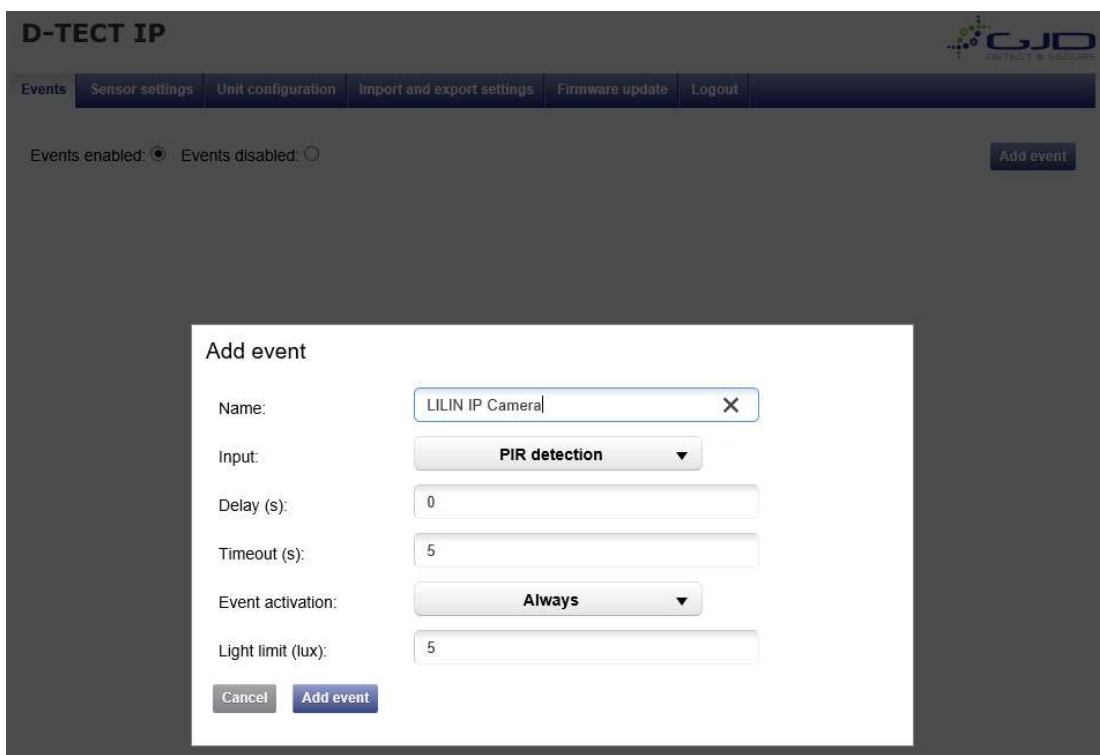 D-TECT IP
GJD
DETECT & SECURE
Events Sensor settings Unit configuration Import and export settings Firmware update Logout
Events enabled: Events disabled: Add event
Add event
Name: LILIN IP Camera
Input: PIR detection
Delay (s): 0
Timeout (s): 5
Event activation: Always
Light limit (lux): 5
Cancel Add event